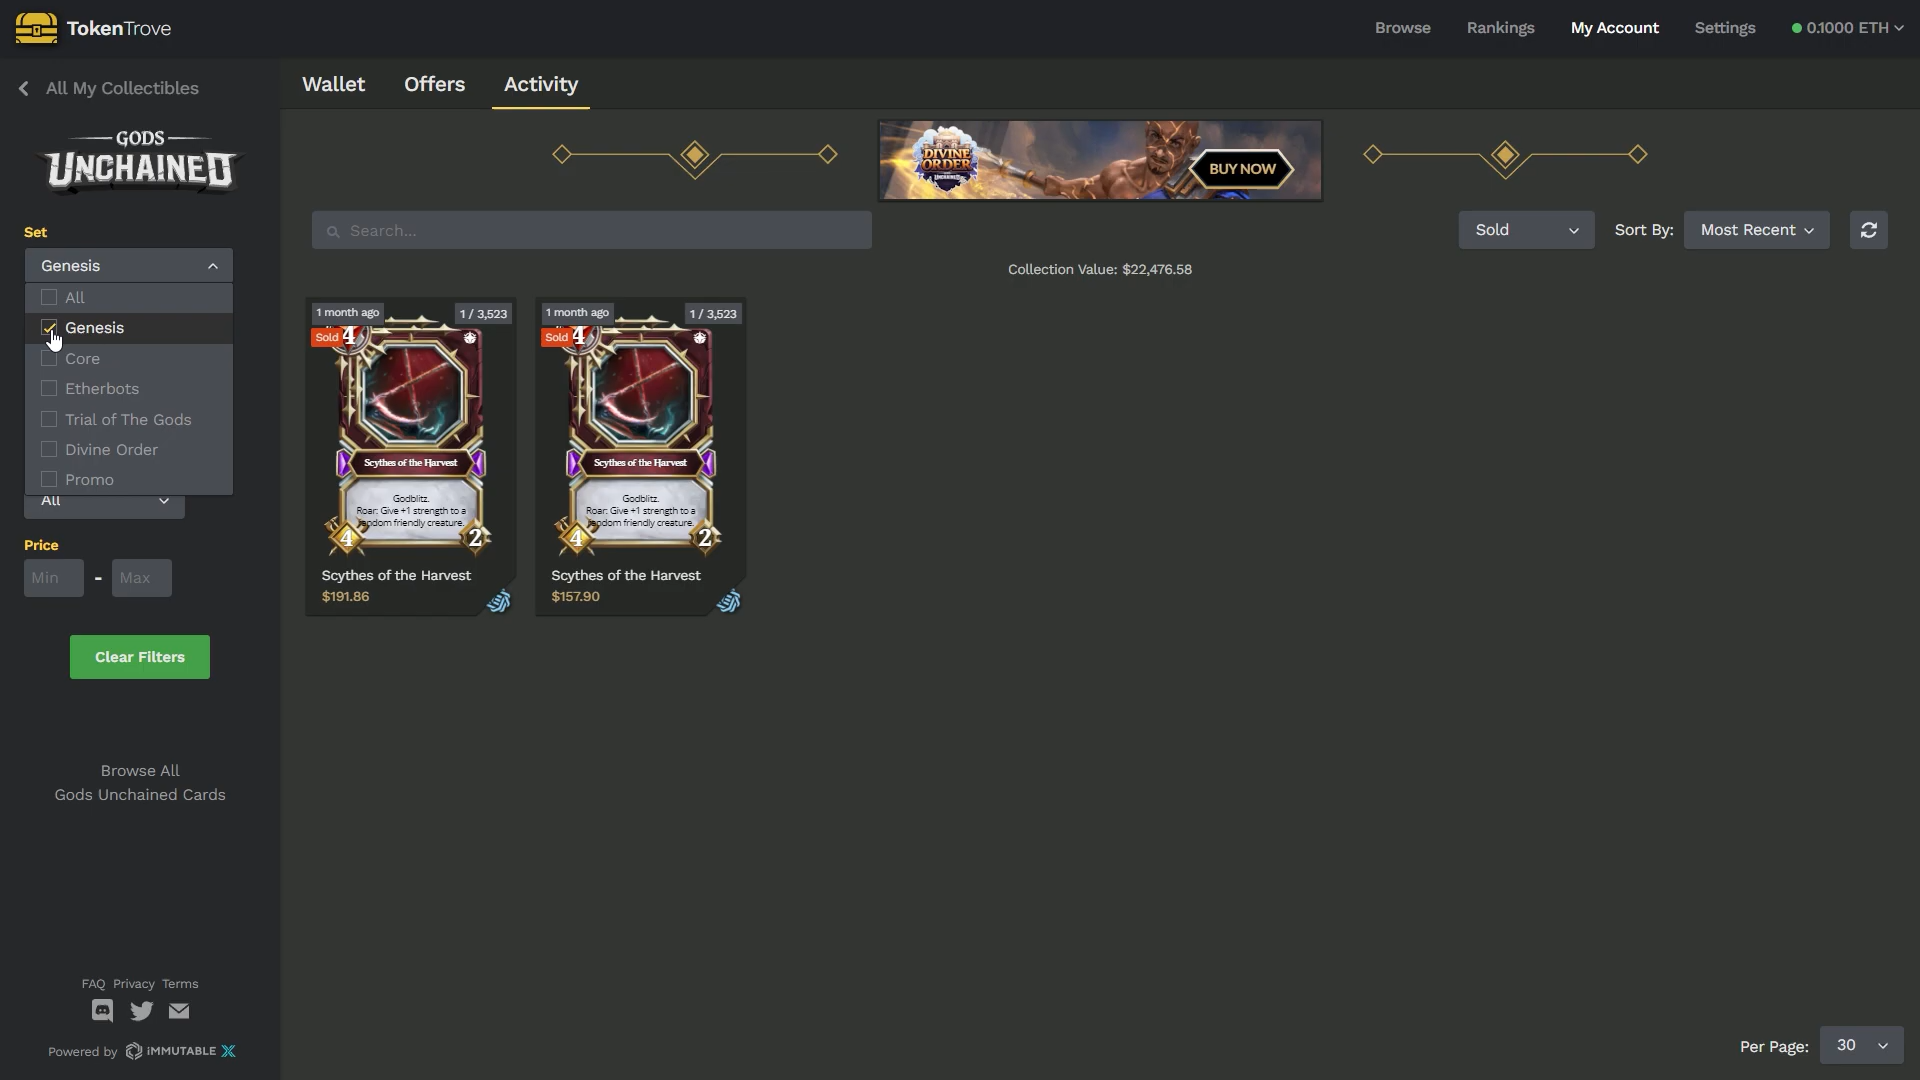 TokenTrove
Browse
Rankings
My Account
Settings
0.1000 ETH
All My Collectibles
Wallet
Offers
Activity
GODS
UNCHAINED
DIVINE
ORDER
BUY NOW
Set
Genesis
All
Genesis
Core
Etherbots
Trial of The Gods
Divine Order
Promo
All
Price
Min - Max
Clear Filters
Browse All
Gods Unchained Cards
FAQ Privacy Terms
Powered by IMMUTABLE X
Search...
Sold
Sort By: Most Recent
Collection Value: $22,476.58
1 month ago
1 / 3,523
Sold
4
Scythes of the Harvest
Godblitz.
Roar: Give +1 strength to a
random friendly creature.
4
2
Scythes of the Harvest
$191.86
1 month ago
1 / 3,523
Sold
4
Scythes of the Harvest
Godblitz.
Roar: Give +1 strength to a
random friendly creature.
4
2
Scythes of the Harvest
$157.90
Per Page: 30